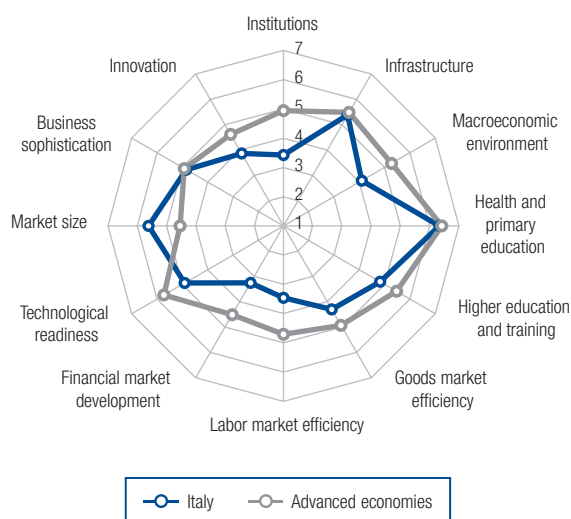 Institutions
7
6
5
4
3
2
1
Innovation
Infrastructure
Business
sophistication
Macroeconomic
environment
Market size
Health and
primary
education
Technological
readiness
Higher education
and training
Financial market
development
Goods market
efficiency
Labor market efficiency
Italy
Advanced economies